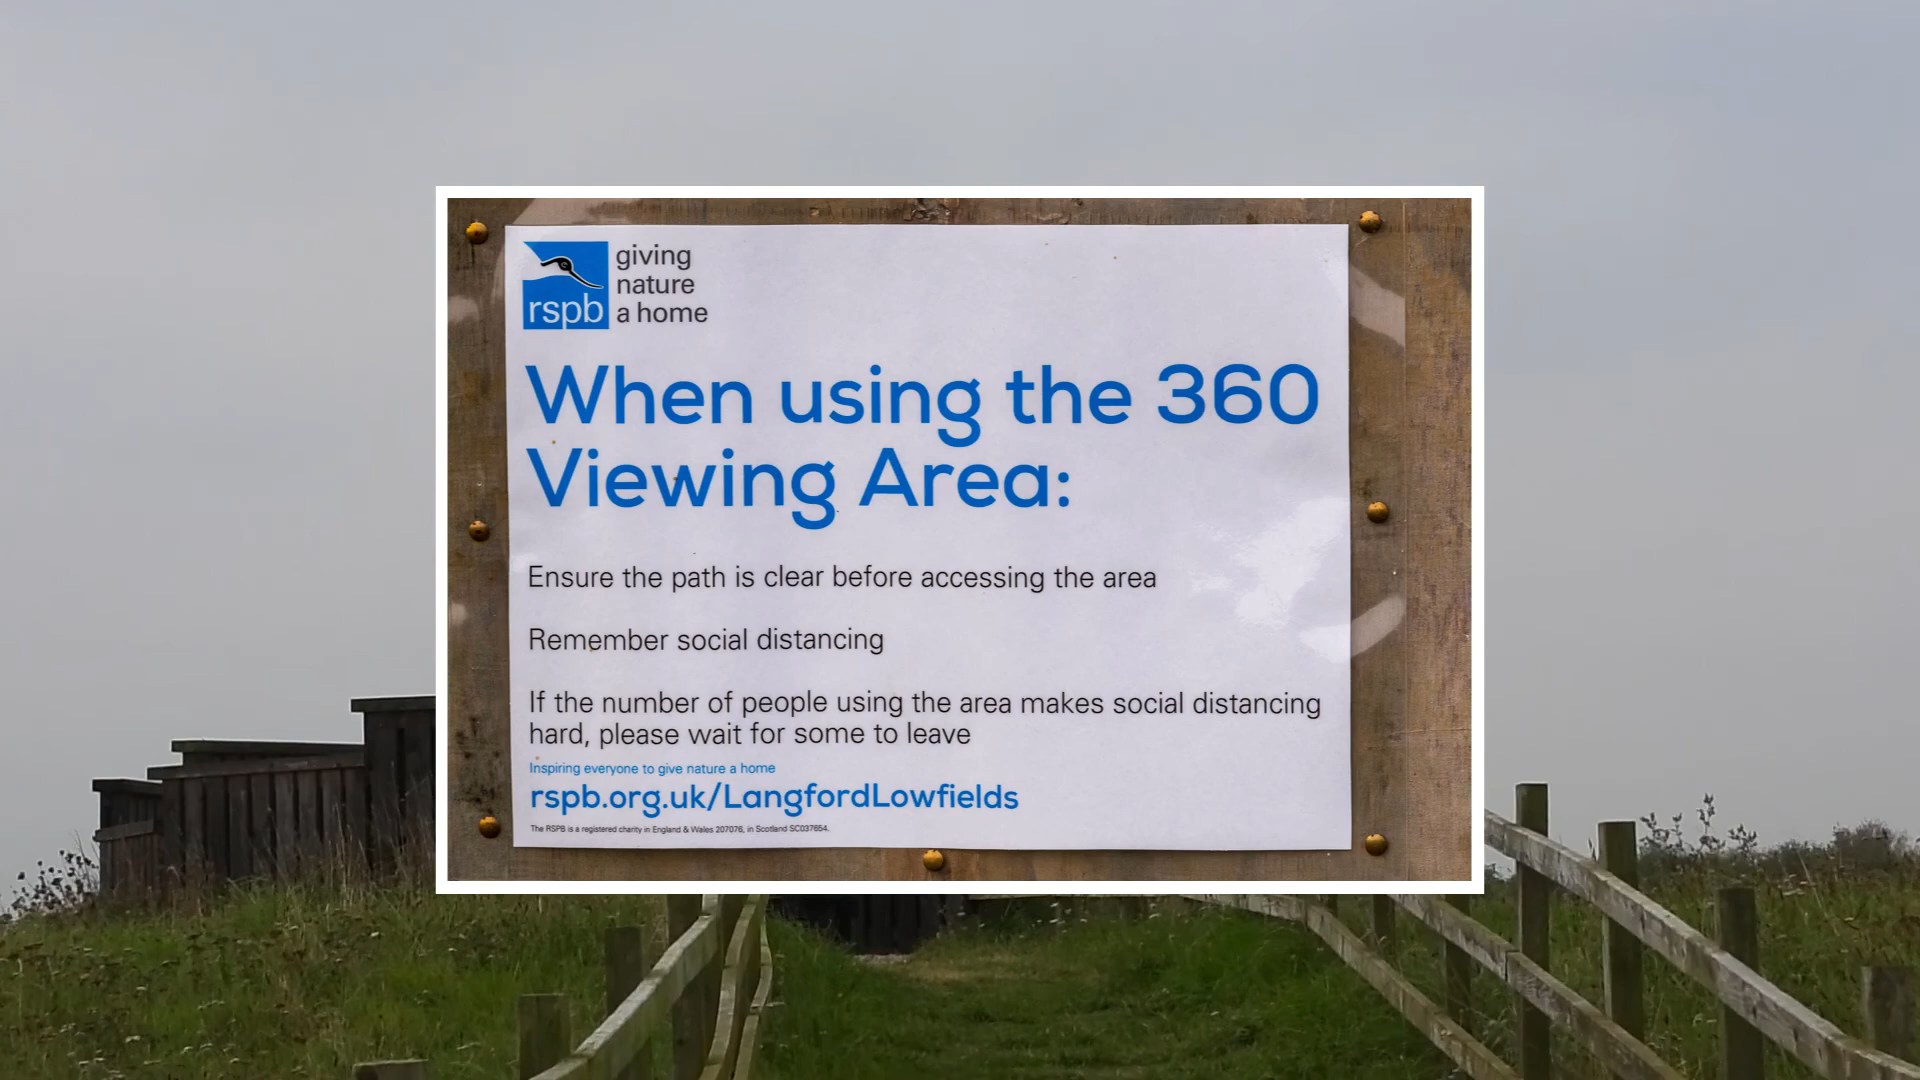 giving
nature
a home
rspb
When using the 360
Viewing Area:
Ensure the path is clear before accessing the area
Remember social distancing
If the number of people using the area makes social distancing
hard, please wait for some to leave
Inspiring everyone to give nature a home
rspb.org.uk/LangfordLowfields
The RSPB is a registered charity in England & Wales 207076, in Scotland SC037654.